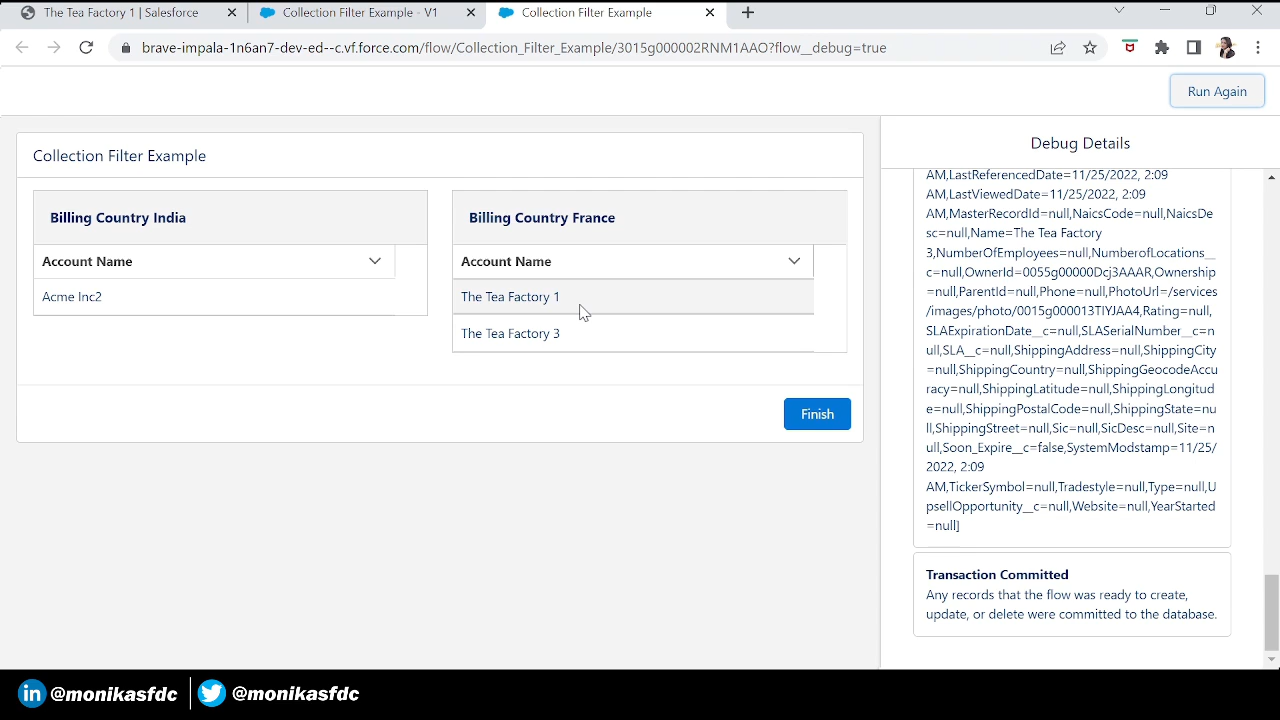 The Tea Factory 1 | Salesforce
Collection Filter Example - V1
Collection Filter Example
brave-impala-1n6an7-dev-ed--c.vf.force.com/flow/Collection_Filter_Example/3015g000002RNM1AAO?flow__debug=true
Run Again
Collection Filter Example
Billing Country India
Account Name
Acme Inc2
Billing Country France
Account Name
The Tea Factory 1
The Tea Factory 3
Finish
Debug Details
AM,LastReferencedDate=11/25/2022, 2:09
AM,LastViewedDate=11/25/2022, 2:09
AM,MasterRecordId=null,NaicsCode=null,NaicsDe
sc=null,Name=The Tea Factory
3,NumberOfEmployees=null,NumberofLocations__
c=null,OwnerId=0055g00000Dcj3AAAR,Ownership
=null,ParentId=null,Phone=null,PhotoUrl=/services
/images/photo/0015g000013TIYJAA4,Rating=null,
SLAExpirationDate__c=null,SLASerialNumber__c=n
ull,SLA__c=null,ShippingAddress=null,ShippingCity
=null,ShippingCountry=null,ShippingGeocodeAccu
racy=null,ShippingLatitude=null,ShippingLongitud
e=null,ShippingPostalCode=null,ShippingState=nu
ll,ShippingStreet=null,Sic=null,SicDesc=null,Site=n
ull,Soon_Expire__c=false,SystemModstamp=11/25/
2022, 2:09
AM,TickerSymbol=null,Tradestyle=null,Type=null,U
psellOpportunity__c=null,Website=null,YearStarted
=null]
Transaction Committed
Any records that the flow was ready to create,
update, or delete were committed to the database.
in @monikasfdc
@monikasfdc